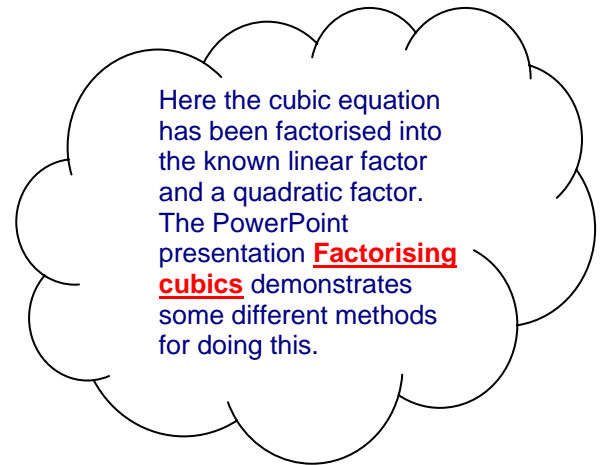 Here the cubic equation
has been factorised into
the known linear factor
and a quadratic factor.
The PowerPoint
presentation Factorising
cubics demonstrates
some different methods
for doing this.